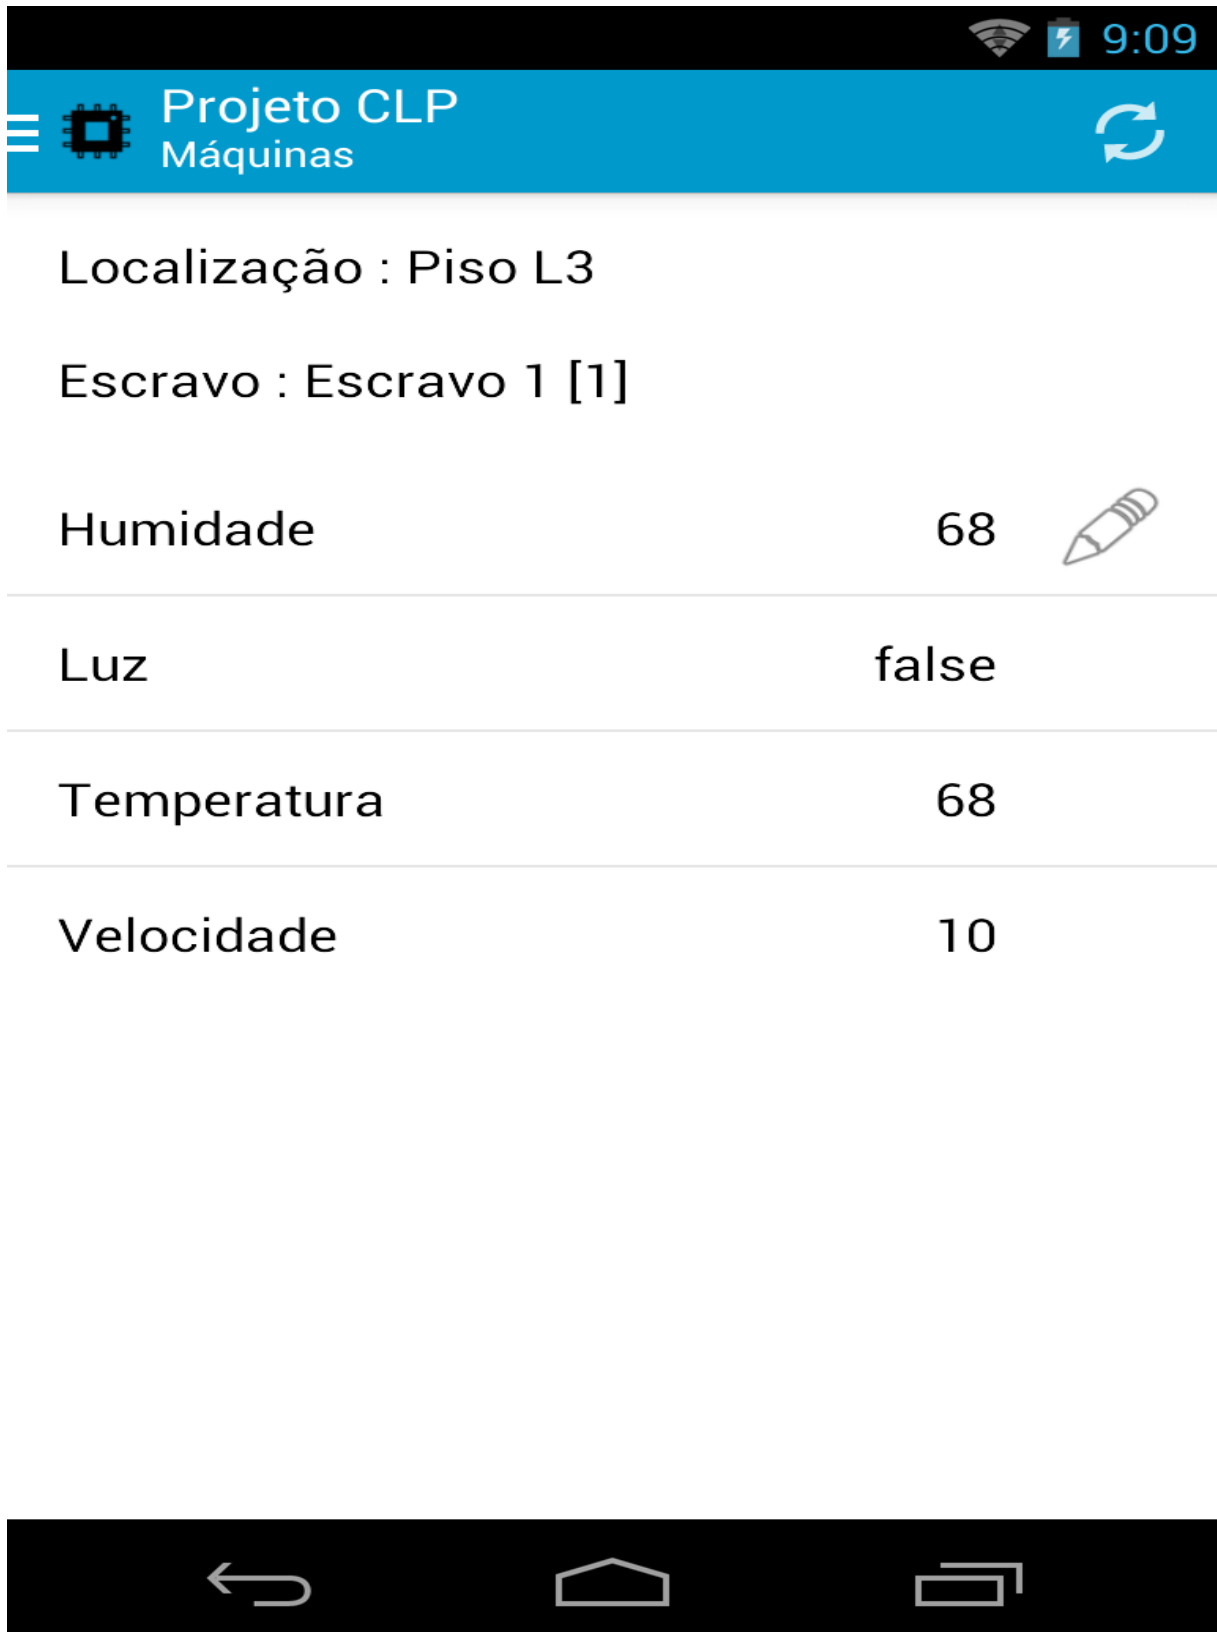 9:09
Projeto CLP
Máquinas
Localização : Piso L3
Escravo : Escravo 1 [1]
Humidade 68
Luz false
Temperatura 68
Velocidade 10